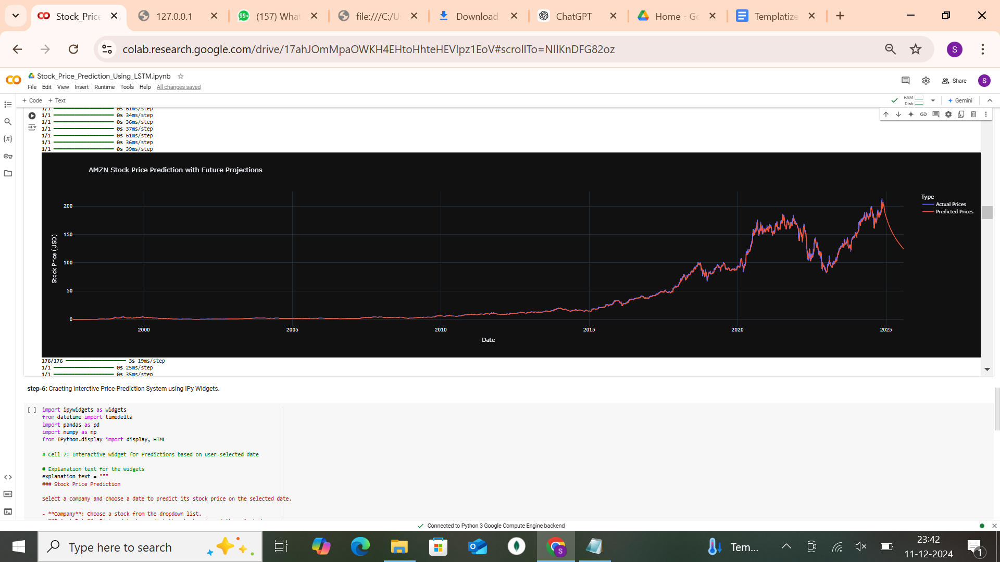 Stock_Price
127.0.0.1
99+
(157) What
file:///C:/U
Download
ChatGPT
Home - Go
Templatize
colab.research.google.com/drive/17ahJOmMpaOWKH4EHtoHhteHEVIpz1EoV#scrollTo=NIlKnDFG82oz
S
CO
Stock_Price_Prediction_Using_LSTM.ipynb
File Edit View Insert Runtime Tools Help All changes saved
Share
S
+ Code + Text
RAM
Disk
Gemini
1/1 0s 61ms/step
1/1 0s 34ms/step
1/1 0s 36ms/step
1/1 0s 37ms/step
1/1 0s 61ms/step
1/1 0s 36ms/step
1/1 0s 39ms/step
AMZN Stock Price Prediction with Future Projections
Type
Actual Prices
Predicted Prices
Stock Price (USD)
200
150
100
50
0
2000 2005 2010 2015 2020 2025
Date
176/176 3s 19ms/step
1/1 0s 25ms/step
1/1 0s 35ms/step
step-6: Craeting interctive Price Prediction System using IPy Widgets.
[ ] import ipywidgets as widgets
from datetime import timedelta
import pandas as pd
import numpy as np
from IPython.display import display, HTML
# Cell 7: Interactive Widget for Predictions based on user-selected date
# Explanation text for the widgets
explanation_text = """
### Stock Price Prediction
Select a company and choose a date to predict its stock price on the selected date.
- **Company**: Choose a stock from the dropdown list.
Connected to Python 3 Google Compute Engine backend
Type here to search
Tem...
23:42
11-12-2024
1